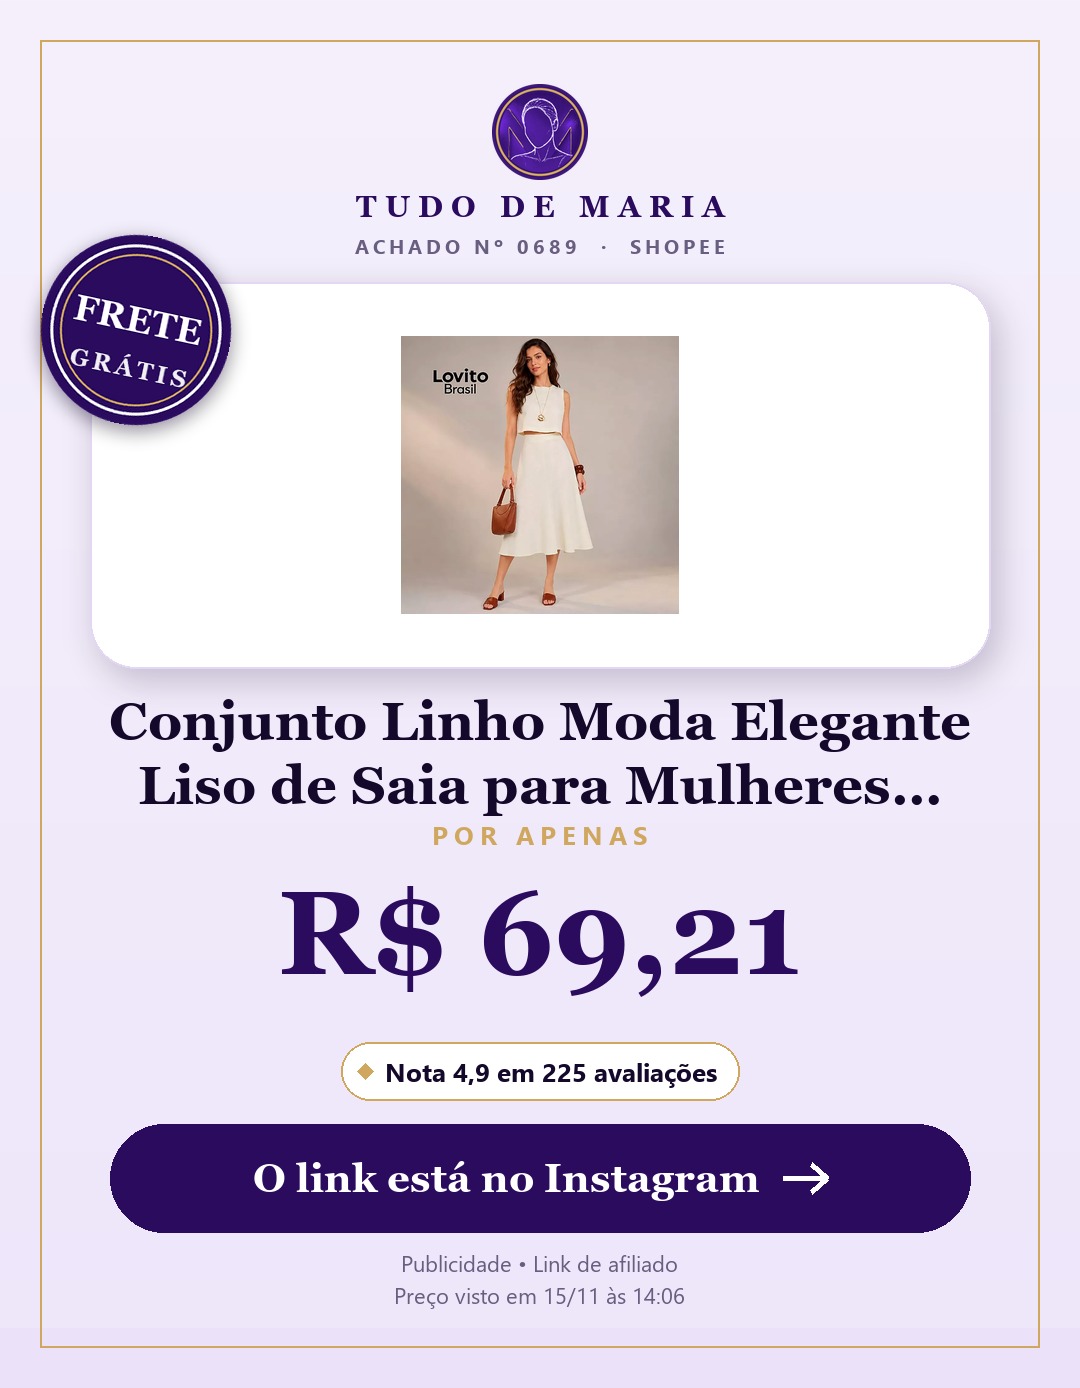 TUDO DE MARIA
ACHADO Nº 0689 · SHOPEE
FRETE
GRÁTIS
Lovito
Brasil
Conjunto Linho Moda Elegante
Liso de Saia para Mulheres...
POR APENAS
R$ 69,21
Nota 4,9 em 225 avaliações
O link está no Instagram →
Publicidade • Link de afiliado
Preço visto em 15/11 às 14:06